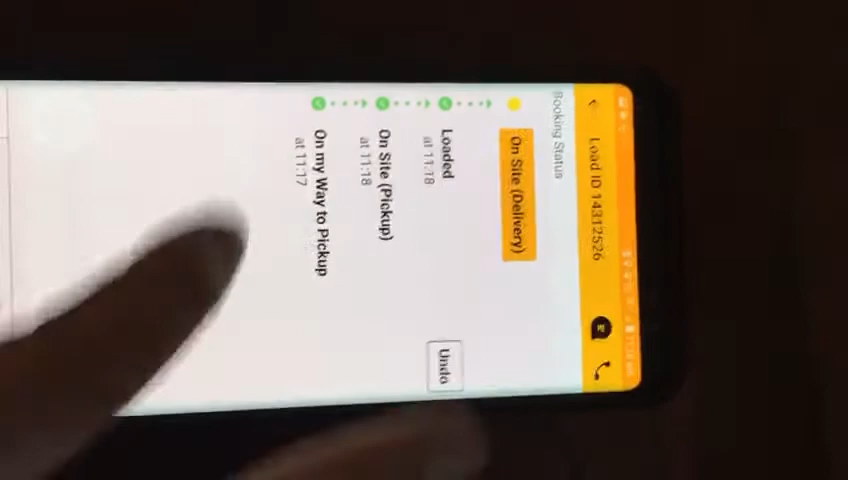 Load ID 14312526
Booking Status
On Site (Delivery)
Loaded
at 11:18
Undo
On Site (Pickup)
at 11:18
On my Way to Pickup
at 11:17